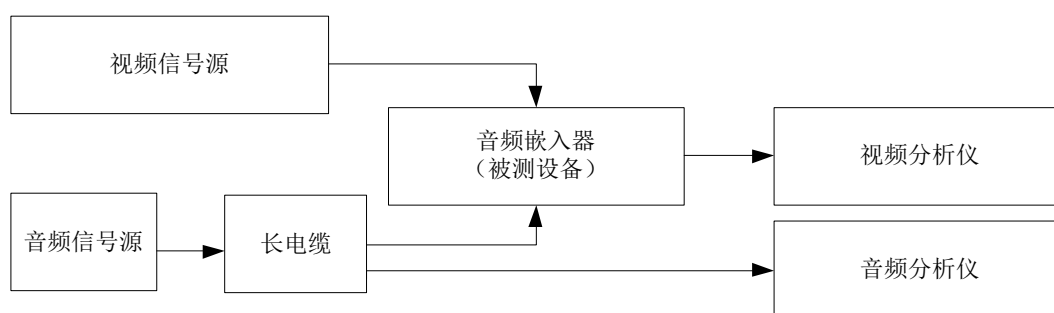 视频信号源
音频嵌入器
（被测设备）
视频分析仪
音频信号源
长电缆
音频分析仪